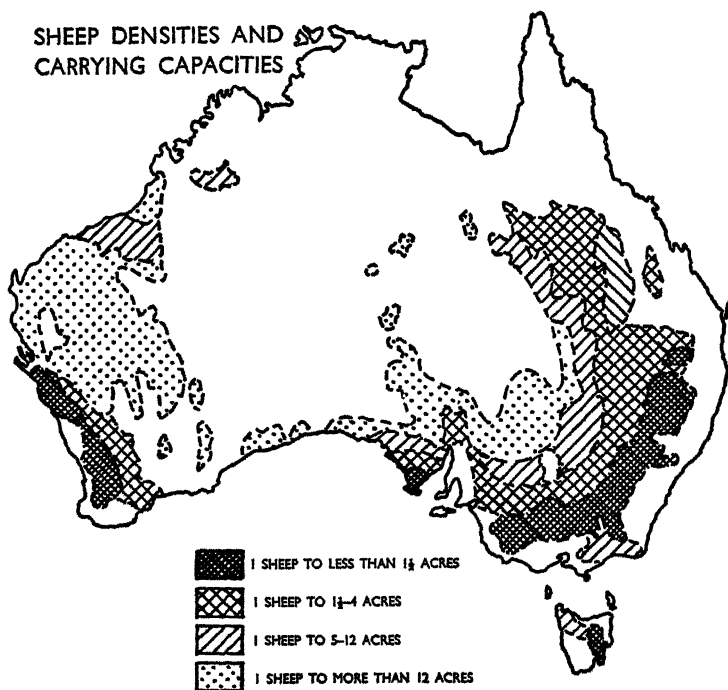 SHEEP DENSITIES AND
CARRYING CAPACITIES
1 SHEEP TO LESS THAN 1½ ACRES
1 SHEEP TO 1½–4 ACRES
1 SHEEP TO 5–12 ACRES
1 SHEEP TO MORE THAN 12 ACRES